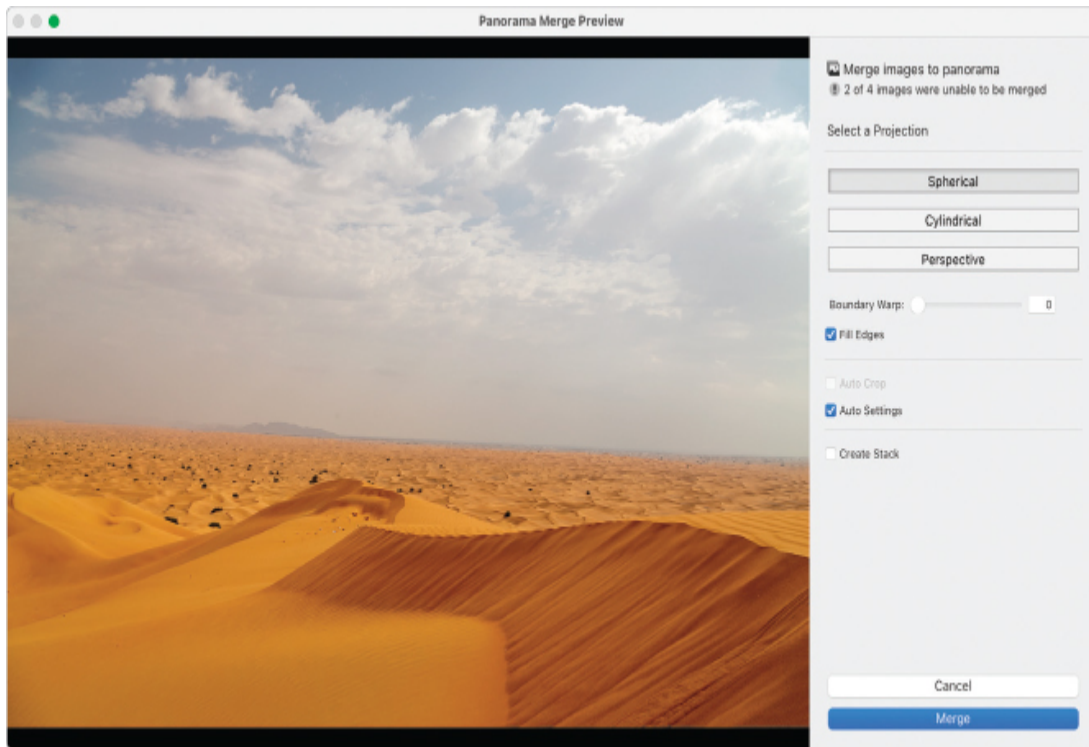 Panorama Merge Preview
Merge images to panorama
2 of 4 images were unable to be merged
Select a Projection
Spherical
Cylindrical
Perspective
Boundary Warp: 0
Fill Edges
Auto Crop
Auto Settings
Create Stack
Cancel
Merge